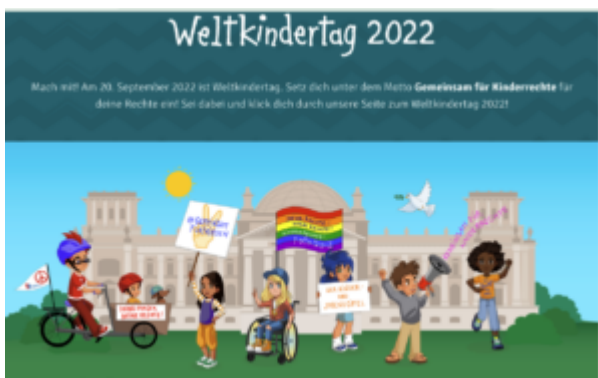 Weltkindertag 2022
Mach mit! Am 20. September 2022 ist Weltkindertag. Setz dich unter dem Motto Gemeinsam für Kinderrechte für
deine Rechte ein! Sei dabei und klick dich durch unsere Seite zum Weltkindertag 2022!